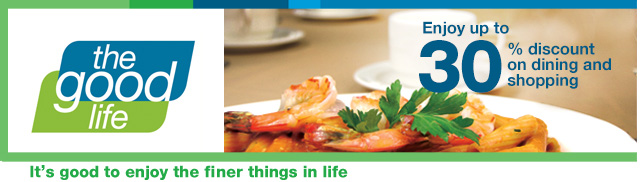 the
good
life
Enjoy up to
30% discount
on dining and
shopping
It's good to enjoy the finer things in life